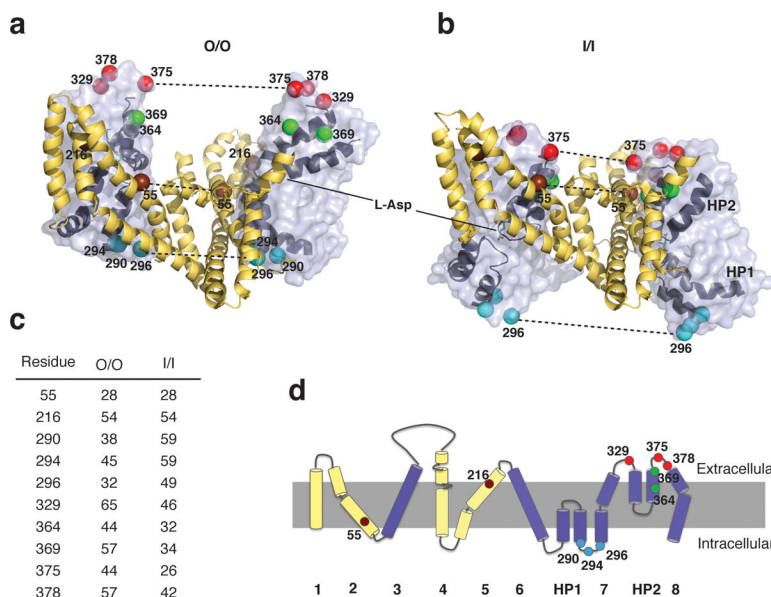 a
O/O
378
329
375
375
378
329
369
364
364
369
216
216
55
55
294
290
296
294
296
290
L-Asp
b
I/I
375
375
55
55
HP2
HP1
296
296
c
Residue O/O I/I
55 28 28
216 54 54
290 38 59
294 45 59
296 32 49
329 65 46
364 44 32
369 57 34
375 44 26
378 57 42
d
329
375
378
369
364
216
55
290
294
296
Extracellular
Intracellular
1 2 3 4 5 6 HP1 7 HP2 8